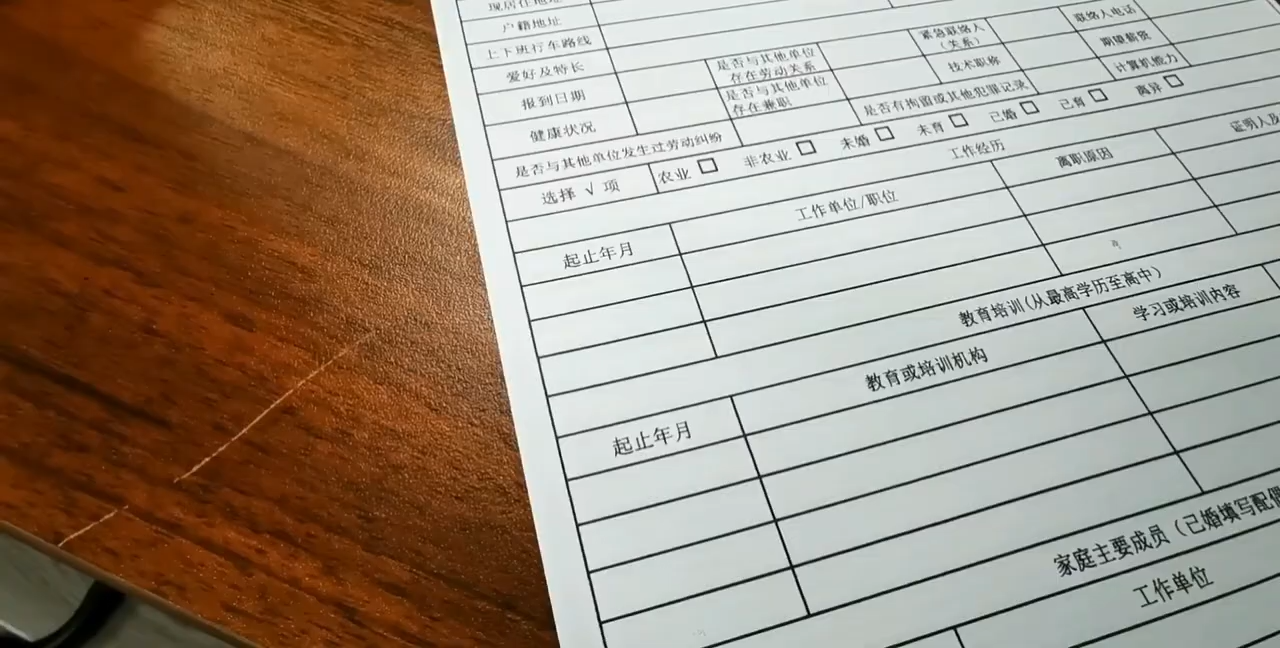 现居住地址
户籍地址
上下班行车路线 紧急联络人（关系） 联络人电话
爱好及特长 是否与其他单位存在劳动关系 技术职称 期望薪资
报到日期 是否与其他单位存在兼职 计算机能力
健康状况 是否有拘留或其他犯罪记录
是否与其他单位发生过劳动纠纷
选择 √ 项 农业 □ 非农业 □ 未婚 □ 未育 □ 已婚 □ 已育 □ 离异 □
工作经历
起止年月 工作单位/职位 离职原因 证明人及
教育培训（从最高学历至高中）
起止年月 教育或培训机构 学习或培训内容
家庭主要成员（已婚填写配偶
工作单位